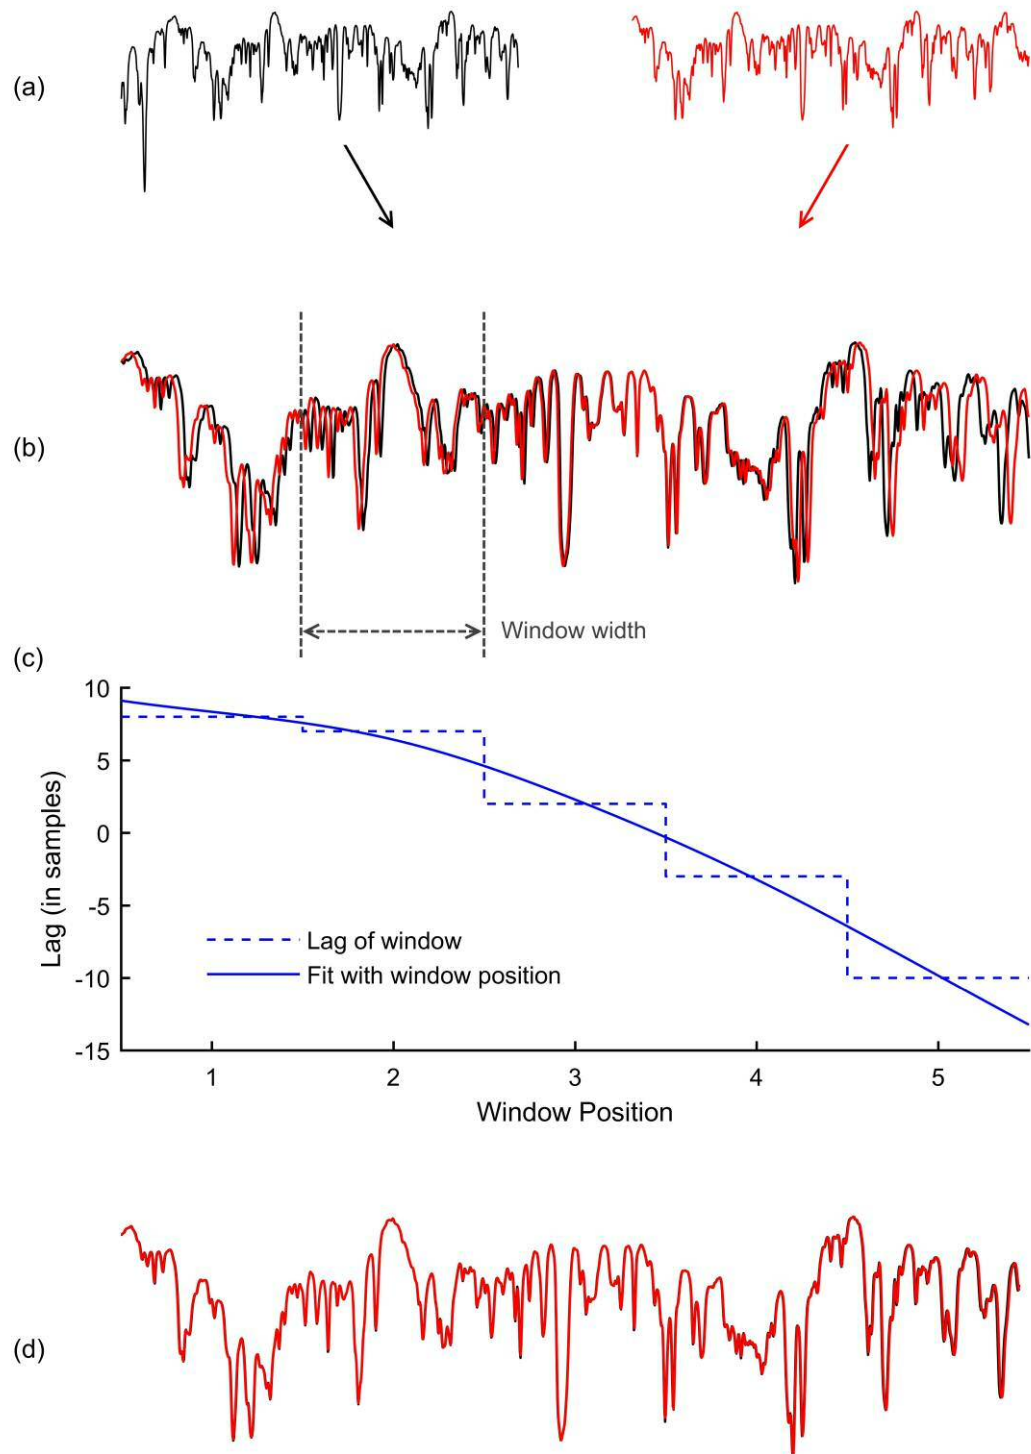 (a)
(b)
Window width
(c)
10
5
0
-5
-10
-15
Lag (in samples)
Lag of window
Fit with window position
1 2 3 4 5
Window Position
(d)